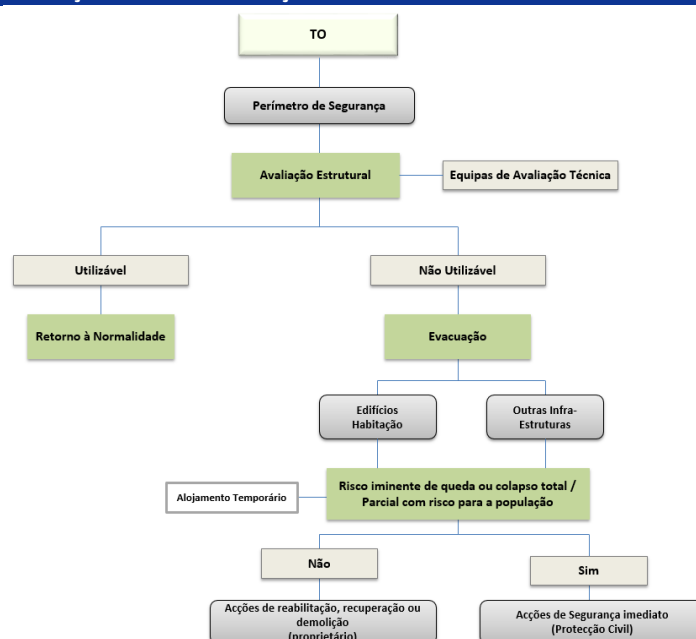 TO
Perímetro de Segurança
Avaliação Estrutural
Equipas de Avaliação Técnica
Utilizável
Não Utilizável
Retorno à Normalidade
Evacuação
Edifícios
Habitação
Outras Infra-
Estruturas
Risco iminente de queda ou colapso total /
Parcial com risco para a população
Alojamento Temporário
Não
Sim
Acções de reabilitação, recuperação ou
demolição
(proprietário)
Acções de Segurança imediato
(Protecção Civil)